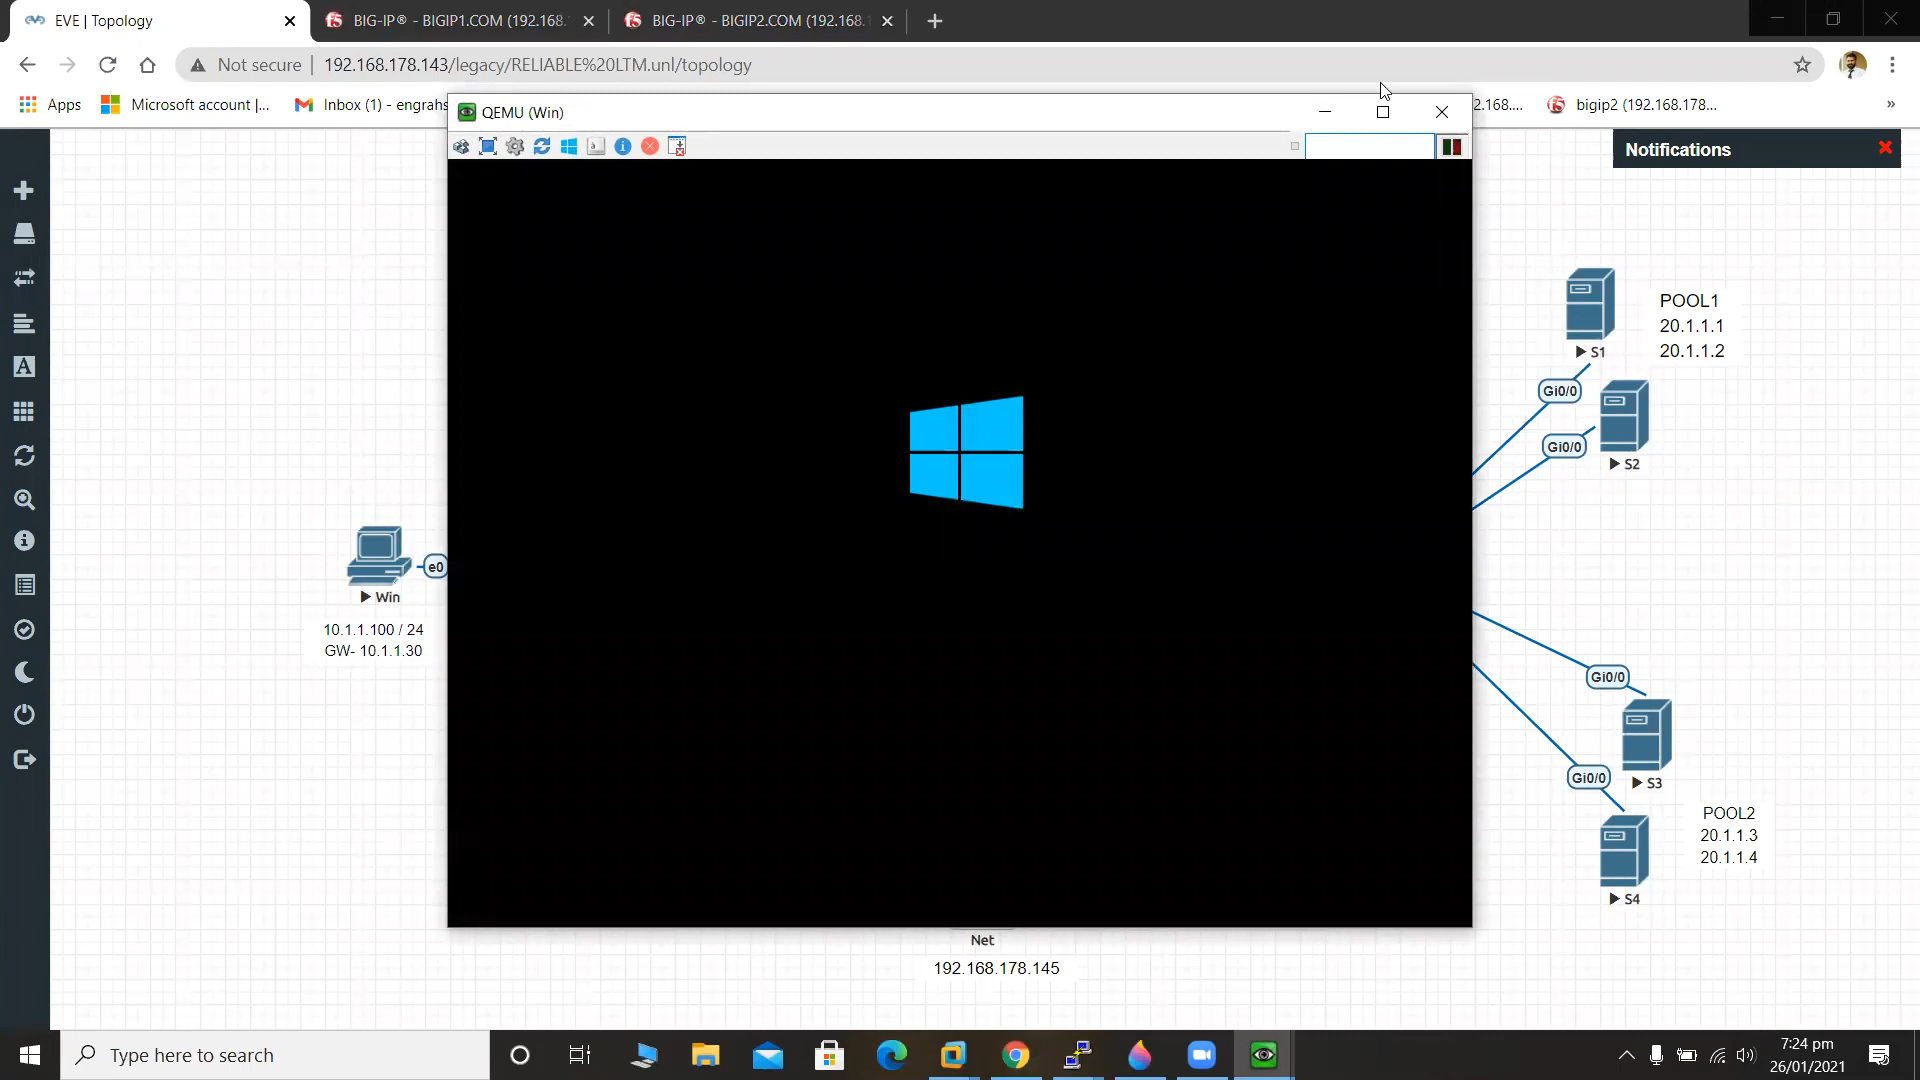 EVE | Topology
BIG-IP® - BIGIP1.COM (192.168.
BIG-IP® - BIGIP2.COM (192.168.
Not secure
192.168.178.143/legacy/RELIABLE%20LTM.unl/topology
Apps
Microsoft account |...
Inbox (1) - engrahs
2.168....
bigip2 (192.168.178...
»
QEMU (Win)
Notifications
POOL1
20.1.1.1
20.1.1.2
S1
Gi0/0
Gi0/0
S2
e0
Win
10.1.1.100 / 24
GW- 10.1.1.30
Gi0/0
Gi0/0
S3
POOL2
20.1.1.3
20.1.1.4
S4
Net
192.168.178.145
Type here to search
7:24 pm
26/01/2021